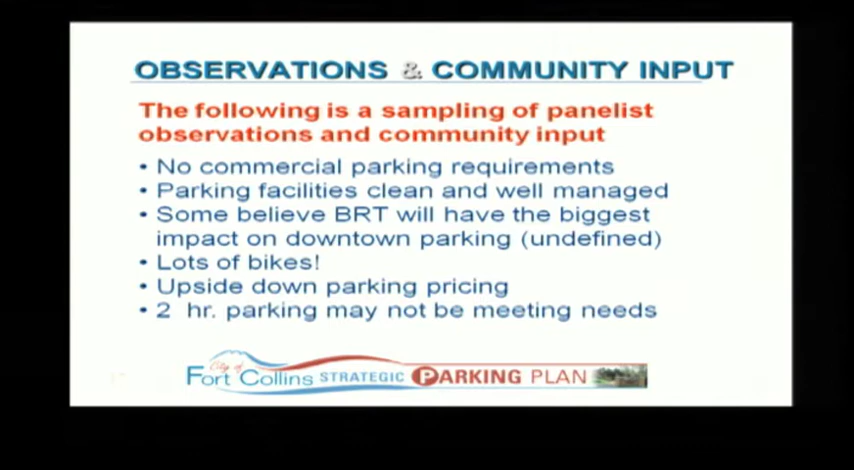 OBSERVATIONS & COMMUNITY INPUT
The following is a sampling of panelist
observations and community input
• No commercial parking requirements
• Parking facilities clean and well managed
• Some believe BRT will have the biggest
impact on downtown parking (undefined)
• Lots of bikes!
• Upside down parking pricing
• 2 hr. parking may not be meeting needs
City of
Fort Collins STRATEGIC PARKING PLAN